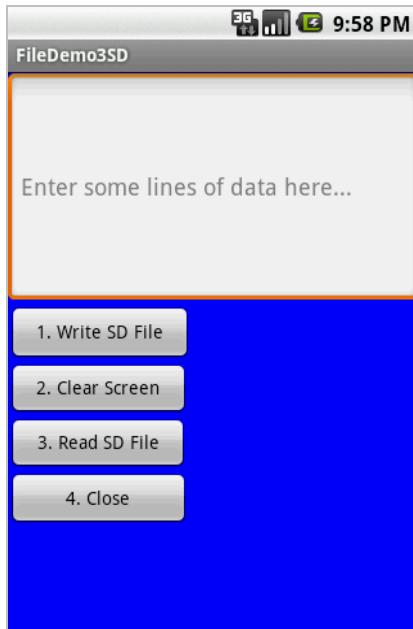 3G 9:58 PM
FileDemo3SD
Enter some lines of data here...
1. Write SD File
2. Clear Screen
3. Read SD File
4. Close